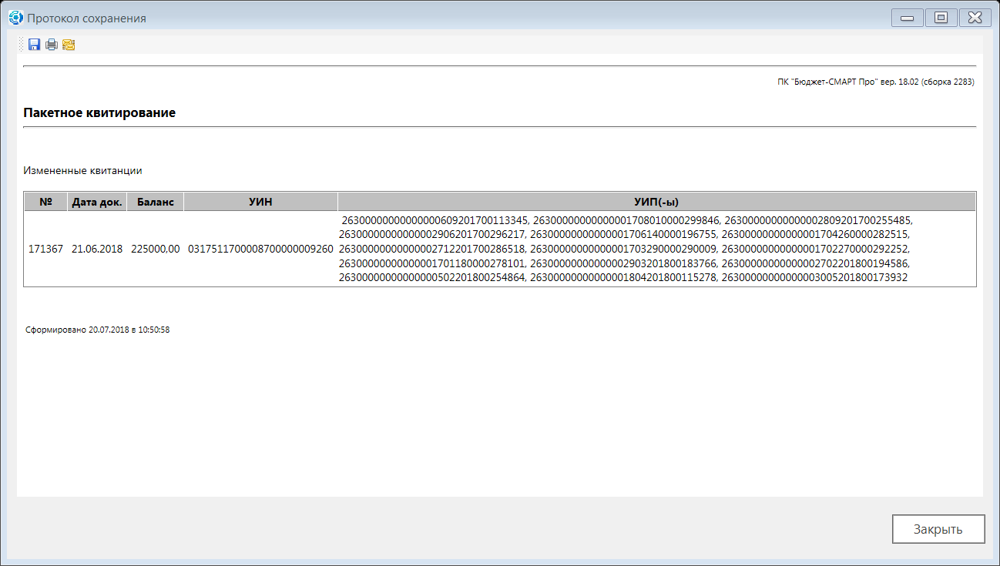 Протокол сохранения
ПК "Бюджет-СМАРТ Про" вер. 18.02 (сборка 2283)
Пакетное квитирование
Измененные квитанции
№ Дата док. Баланс УИН УИП(-ы)
171367 21.06.2018 225000,00 0317511700008700000009260
26300000000000000609201700113345, 26300000000000001708010000299846, 26300000000000002809201700255485,
26300000000000002906201700296217, 26300000000000001706140000196755, 26300000000000001704260000282515,
26300000000000002712201700286518, 26300000000000001703290000290009, 26300000000000001702270000292252,
26300000000000001701180000278101, 26300000000000002903201800183766, 26300000000000002702201800194586,
26300000000000000502201800254864, 26300000000000001804201800115278, 26300000000000003005201800173932
Сформировано 20.07.2018 в 10:50:58
Закрыть